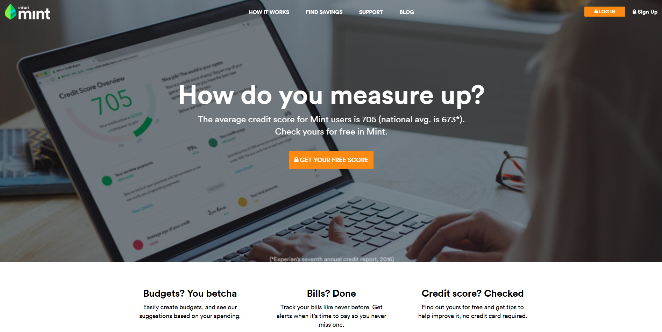 intuit
mint
HOW IT WORKS FIND SAVINGS SUPPORT BLOG
LOG IN Sign Up
Credit Score Overview
705
How do you measure up?
The average credit score for Mint users is 705 (national avg. is 673*).
Check yours for free in Mint.
GET YOUR FREE SCORE
(*Experian's seventh annual credit report, 2016)
Budgets? You betcha
Easily create budgets, and see our
suggestions based on your spending.
Bills? Done
Track your bills like never before. Get
alerts when it's time to pay so you never
miss one.
Credit score? Checked
Find out yours for free and get tips to
help improve it, no credit card required.